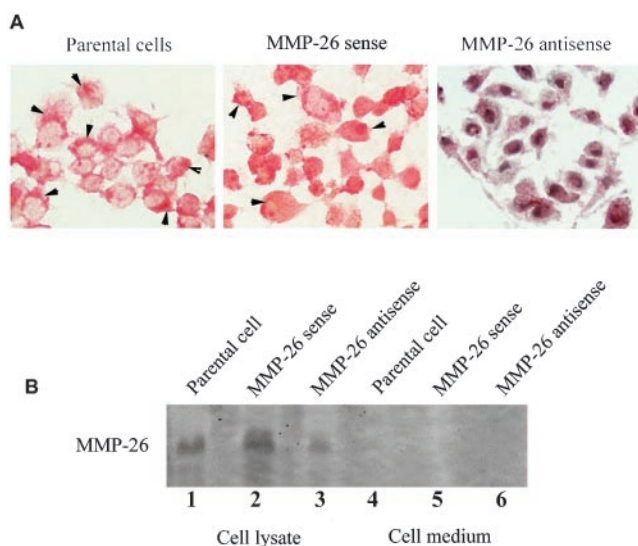 A
Parental cells
MMP-26 sense
MMP-26 antisense
B
Parental cell
MMP-26 sense
MMP-26 antisense
Parental cell
MMP-26 sense
MMP-26 antisense
MMP-26
1 2 3 4 5 6
Cell lysate Cell medium